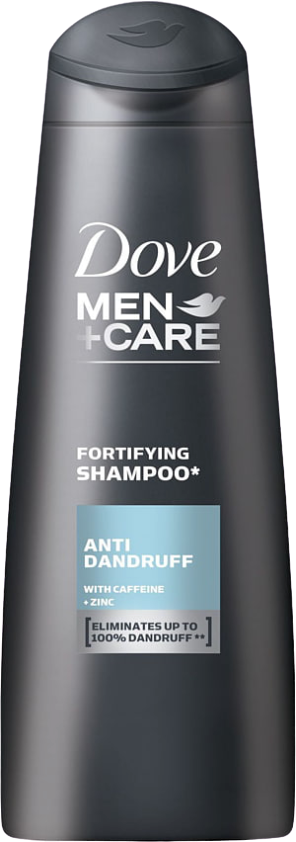 Dove
MEN
+CARE
FORTIFYING
SHAMPOO*
ANTI
DANDRUFF
WITH CAFFEINE
+ ZINC
[ELIMINATES UP TO
100% DANDRUFF**]